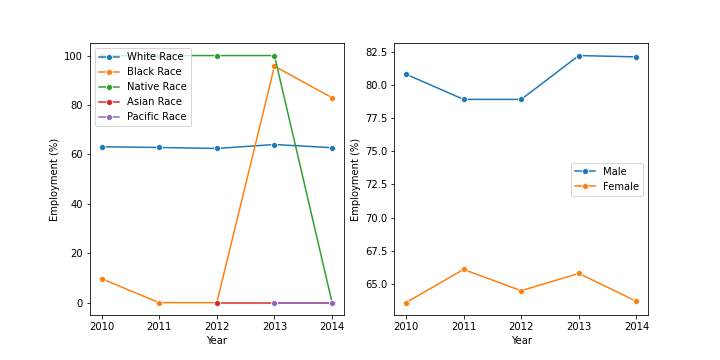 100
80
60
40
20
0
Employment (%)
White Race
Black Race
Native Race
Asian Race
Pacific Race
2010 2011 2012 2013 2014
Year
82.5
80.0
77.5
75.0
72.5
70.0
67.5
65.0
Employment (%)
Male
Female
2010 2011 2012 2013 2014
Year